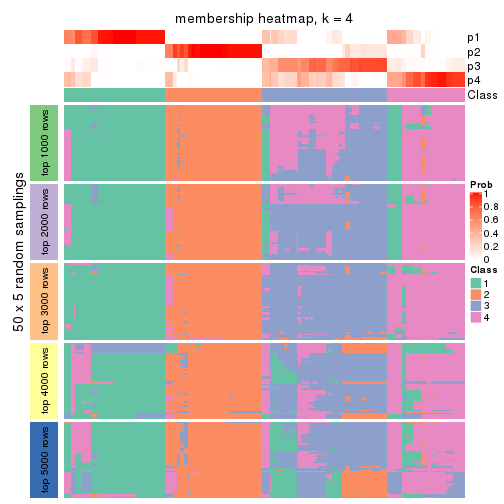 membership heatmap, k = 4
p1
p2
p3
p4
Class
50 x 5 random samplings
top 1000 rows
top 2000 rows
top 3000 rows
top 4000 rows
top 5000 rows
Prob
1
0.8
0.6
0.4
0.2
0
Class
1
2
3
4